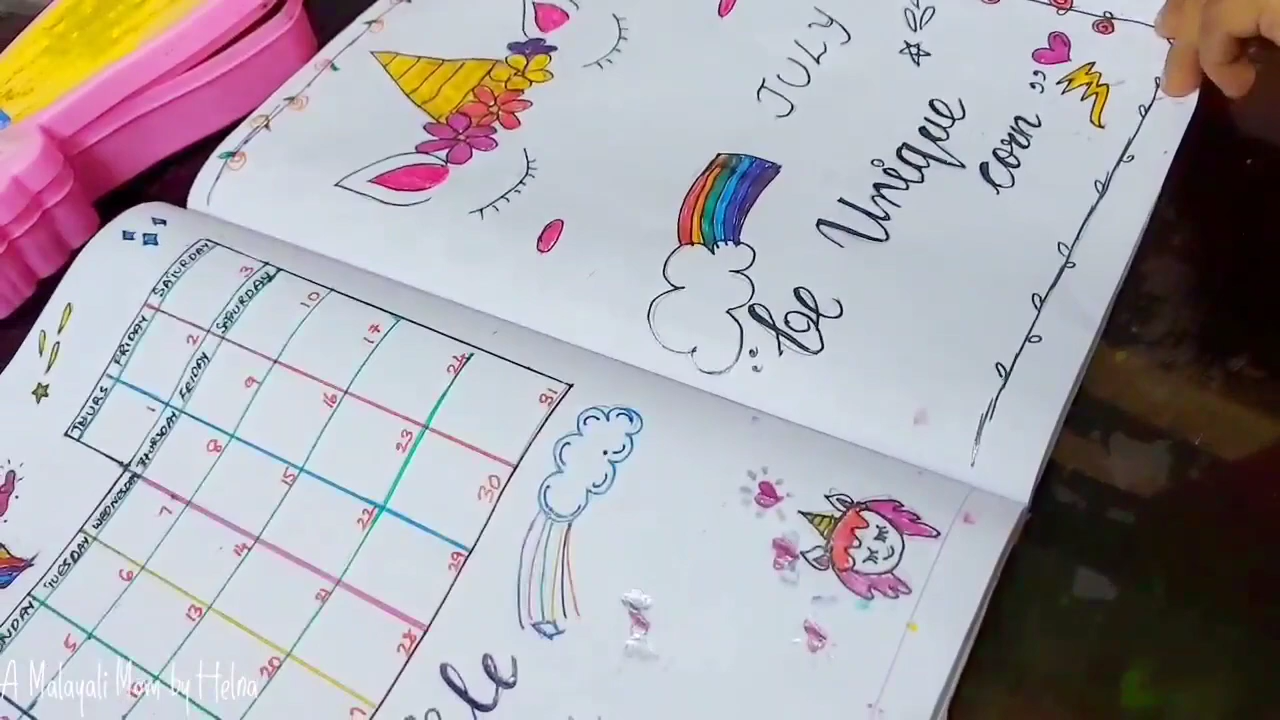 JULY
" be Unique
corn "
SATURDAY
FRIDAY
THURS
SATURDAY
FRIDAY
THURSDAY
WEDNESDAY
TUESDAY
3 10 17 24 31
2 9 16 23 30
1 8 15 22 29
7 14 21 28
6 13 20
5
A Malayali Mom by Helna